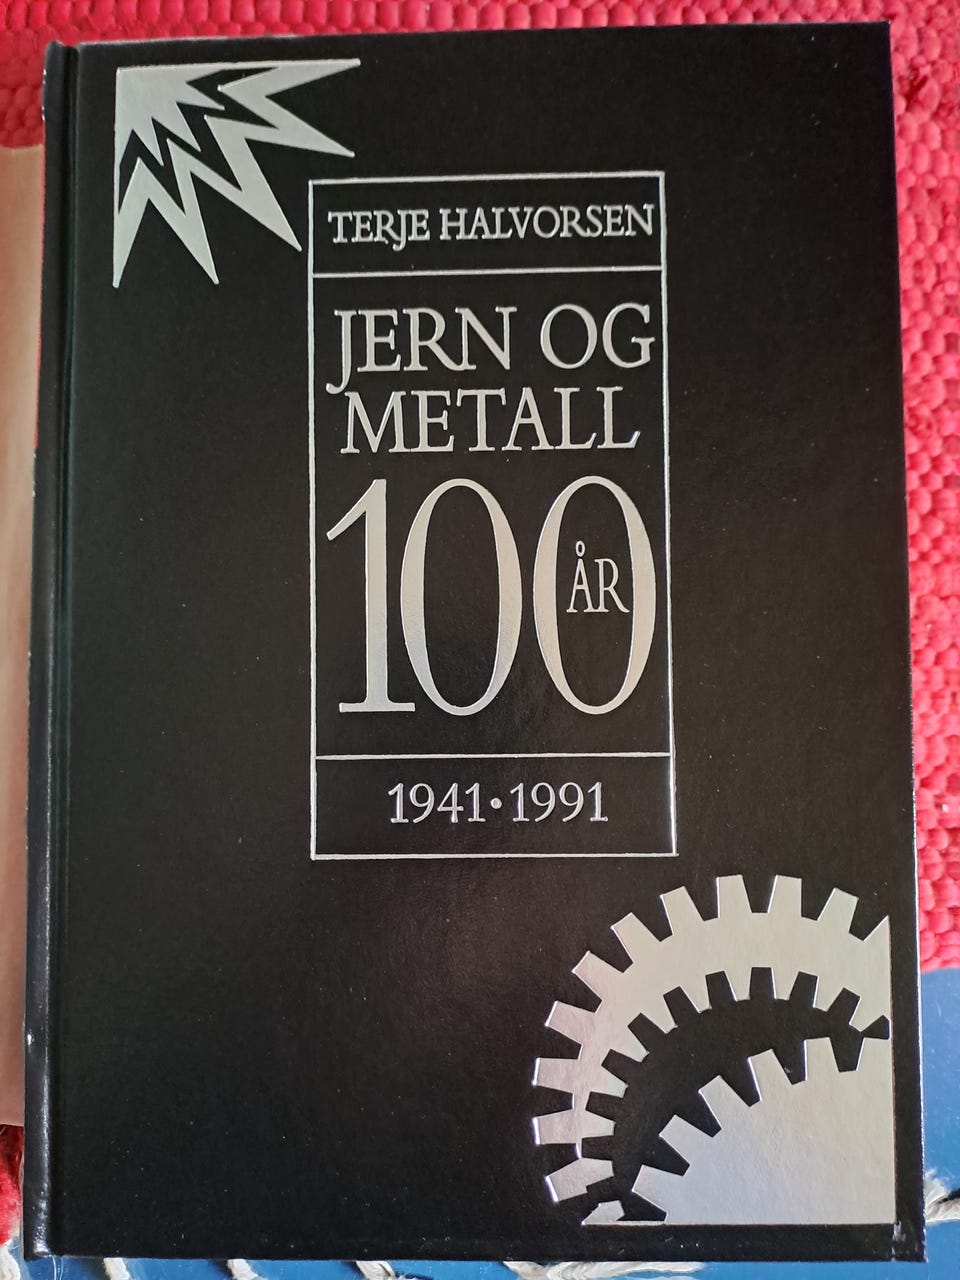 TERJE HALVORSEN
JERN OG
METALL
100
ÅR
1941•1991